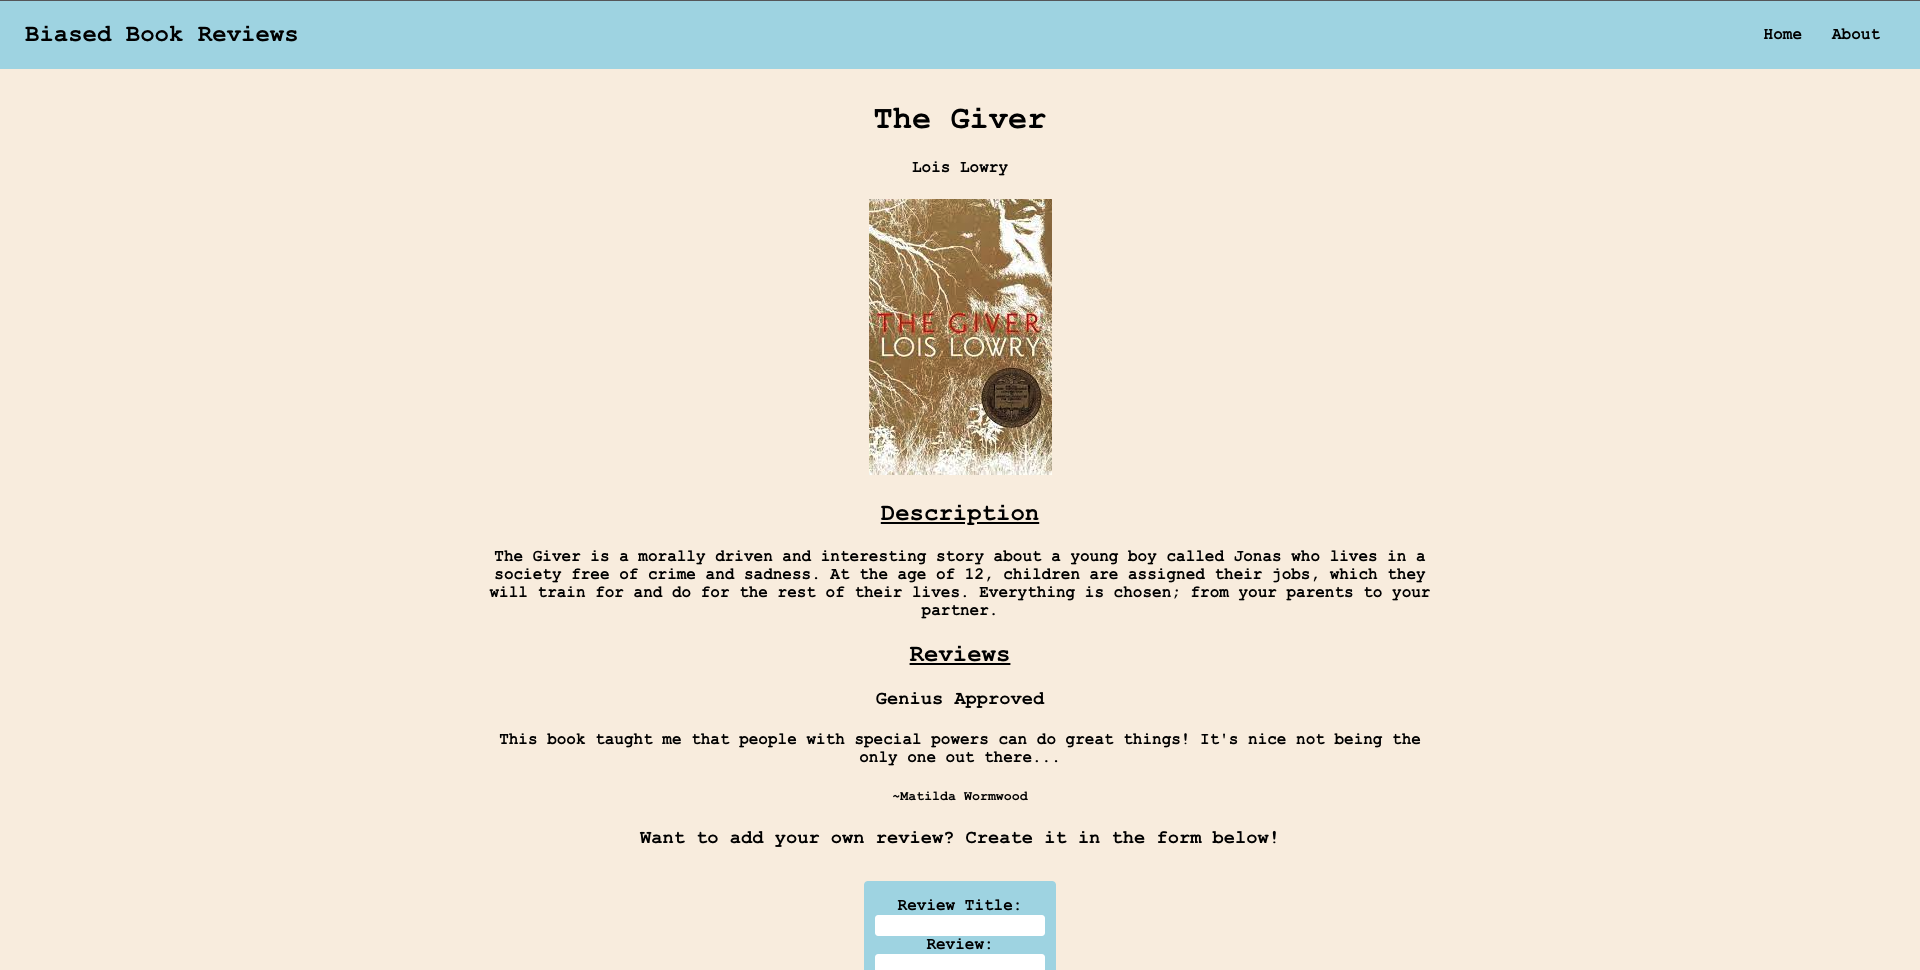 Biased Book Reviews
Home
About
The Giver
Lois Lowry
THE GIVER
LOIS LOWRY
Description
The Giver is a morally driven and interesting story about a young boy called Jonas who lives in a
society free of crime and sadness. At the age of 12, children are assigned their jobs, which they
will train for and do for the rest of their lives. Everything is chosen; from your parents to your
partner.
Reviews
Genius Approved
This book taught me that people with special powers can do great things! It's nice not being the
only one out there...
~Matilda Wormwood
Want to add your own review? Create it in the form below!
Review Title:
Review: